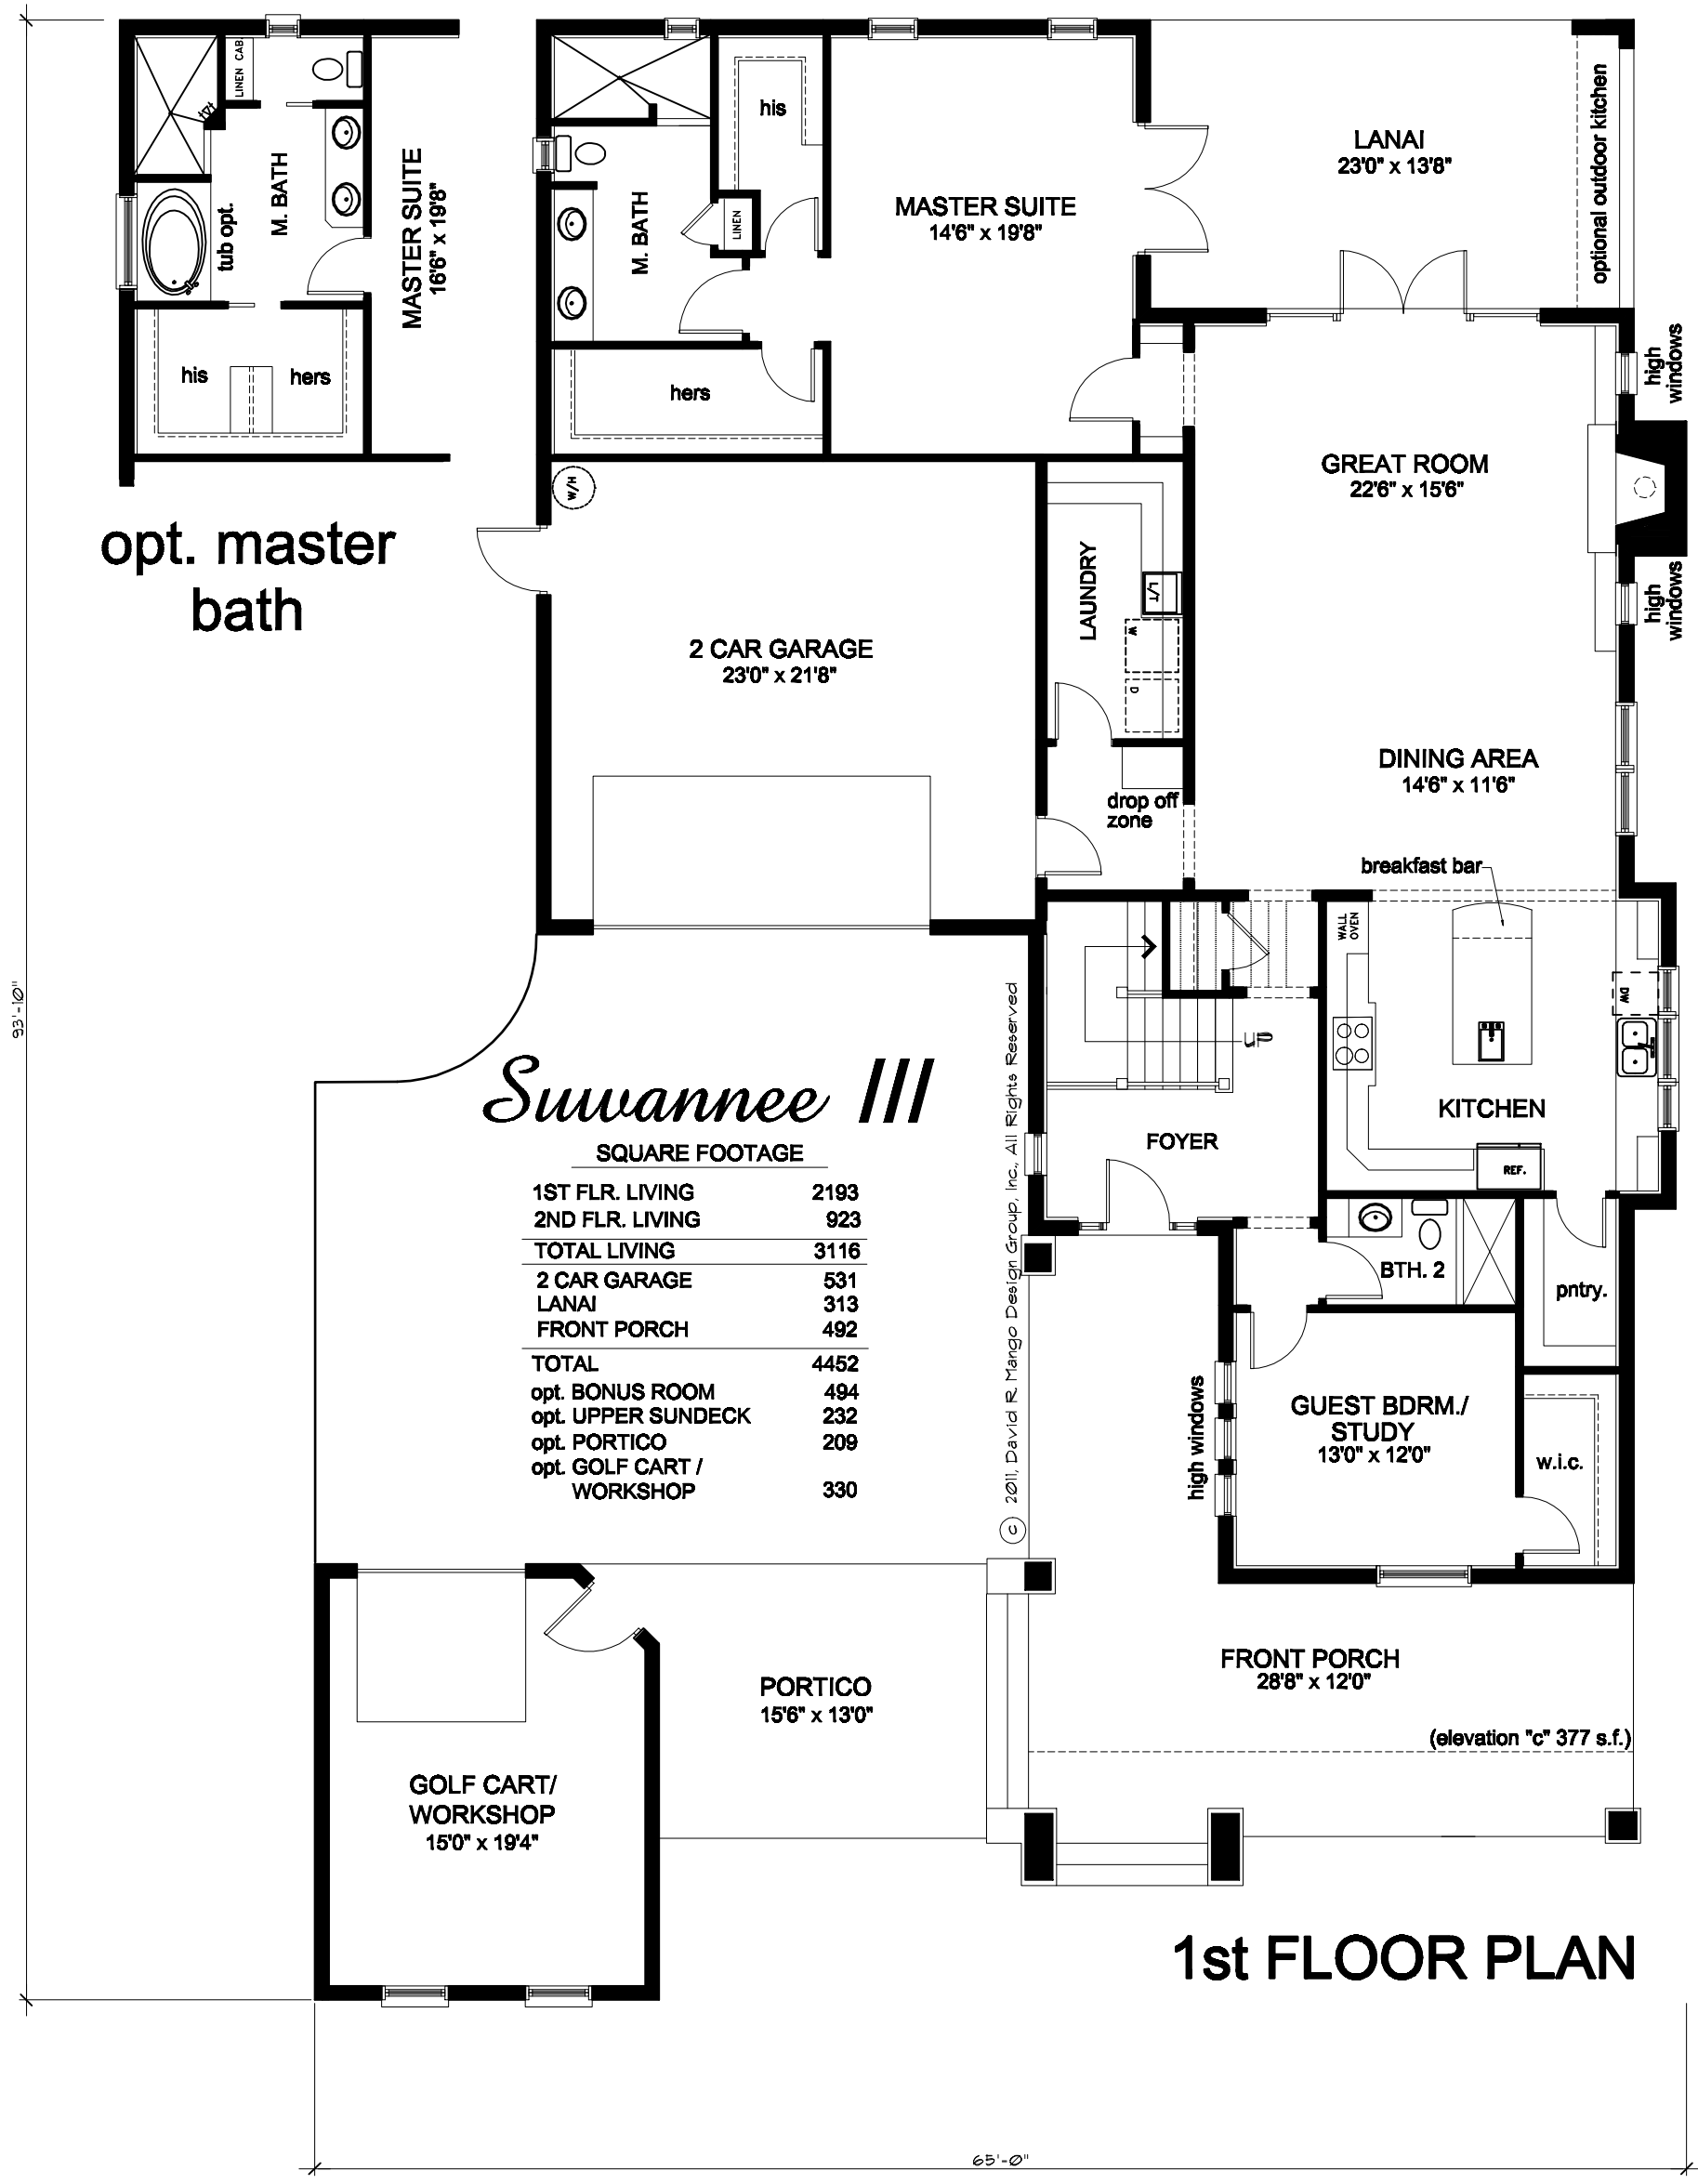 LINEN CAB.
tvt
M. BATH
tub opt.
MASTER SUITE
16'6" x 19'8"
his
hers
opt. master
bath
his
M. BATH
LINEN
hers
MASTER SUITE
14'6" x 19'8"
LANAI
23'0" x 13'8"
optional outdoor kitchen
high
windows
GREAT ROOM
22'6" x 15'6"
high
windows
W/H
2 CAR GARAGE
23'0" x 21'8"
LAUNDRY
L/T
W
D
DINING AREA
14'6" x 11'6"
drop off
zone
breakfast bar
WALL
OVEN
DW
KITCHEN
REF.
up
FOYER
BTH. 2
pntry.
GUEST BDRM./
STUDY
13'0" x 12'0"
w.i.c.
high windows
Suwannee III
SQUARE FOOTAGE
1ST FLR. LIVING 2193
2ND FLR. LIVING 923
TOTAL LIVING 3116
2 CAR GARAGE 531
LANAI 313
FRONT PORCH 492
TOTAL 4452
opt. BONUS ROOM 494
opt. UPPER SUNDECK 232
opt. PORTICO 209
opt. GOLF CART /
WORKSHOP 330
© 2011, David R Mango Design Group, Inc., All Rights Reserved
FRONT PORCH
28'8" x 12'0"
(elevation "c" 377 s.f.)
PORTICO
15'6" x 13'0"
GOLF CART/
WORKSHOP
15'0" x 19'4"
1st FLOOR PLAN
93'-10"
65'-0"